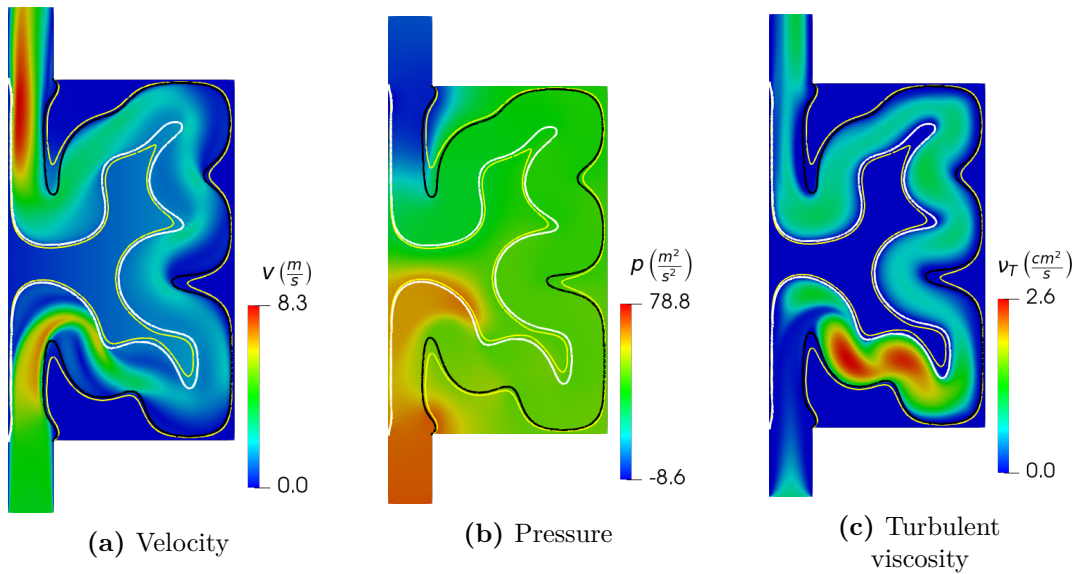 v (m/s)
8.3
0.0
(a) Velocity
p (m²/s²)
78.8
-8.6
(b) Pressure
ν_T (cm²/s)
2.6
0.0
(c) Turbulent
viscosity